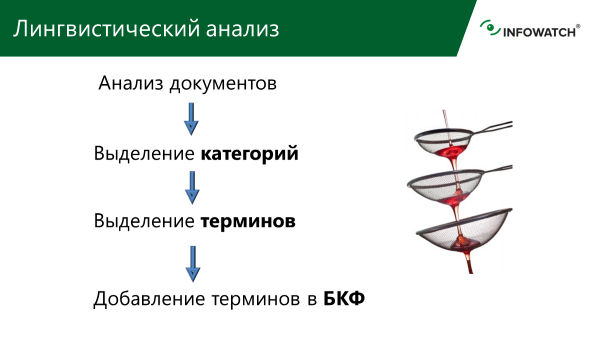 Лингвистический анализ
INFOWATCH®
Анализ документов
Выделение категорий
Выделение терминов
Добавление терминов в БКФ